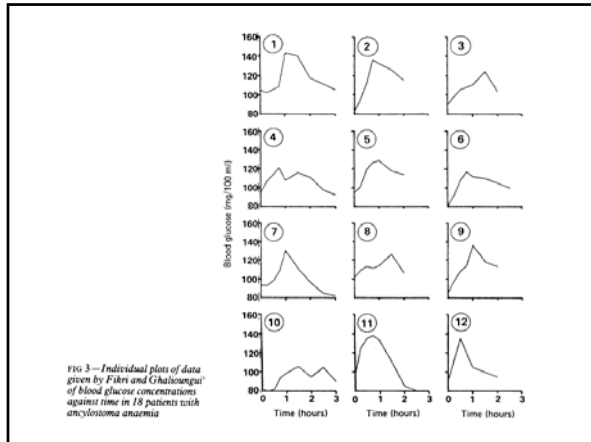 1
2
3
160
140
120
100
80
4
5
6
160
140
120
100
80
Blood glucose (mg/100 ml)
7
8
9
160
140
120
100
80
10
11
12
160
140
120
100
80
0 1 2 3
0 1 2 3
0 1 2 3
Time (hours)
Time (hours)
Time (hours)
FIG 3—Individual plots of data
given by Fikri and Ghalioungui
of blood glucose concentrations
against time in 18 patients with
ancylostoma anaemia